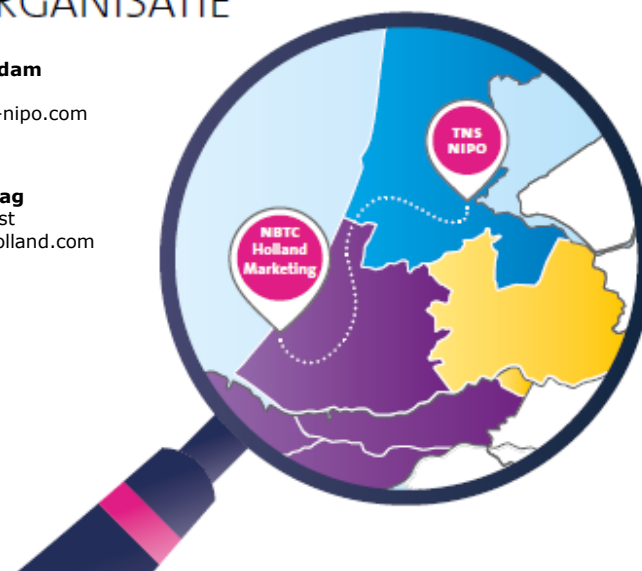 RGANISATIE
dam
-nipo.com
ag
st
olland.com
TNS
NIPO
NBTC
Holland
Marketing